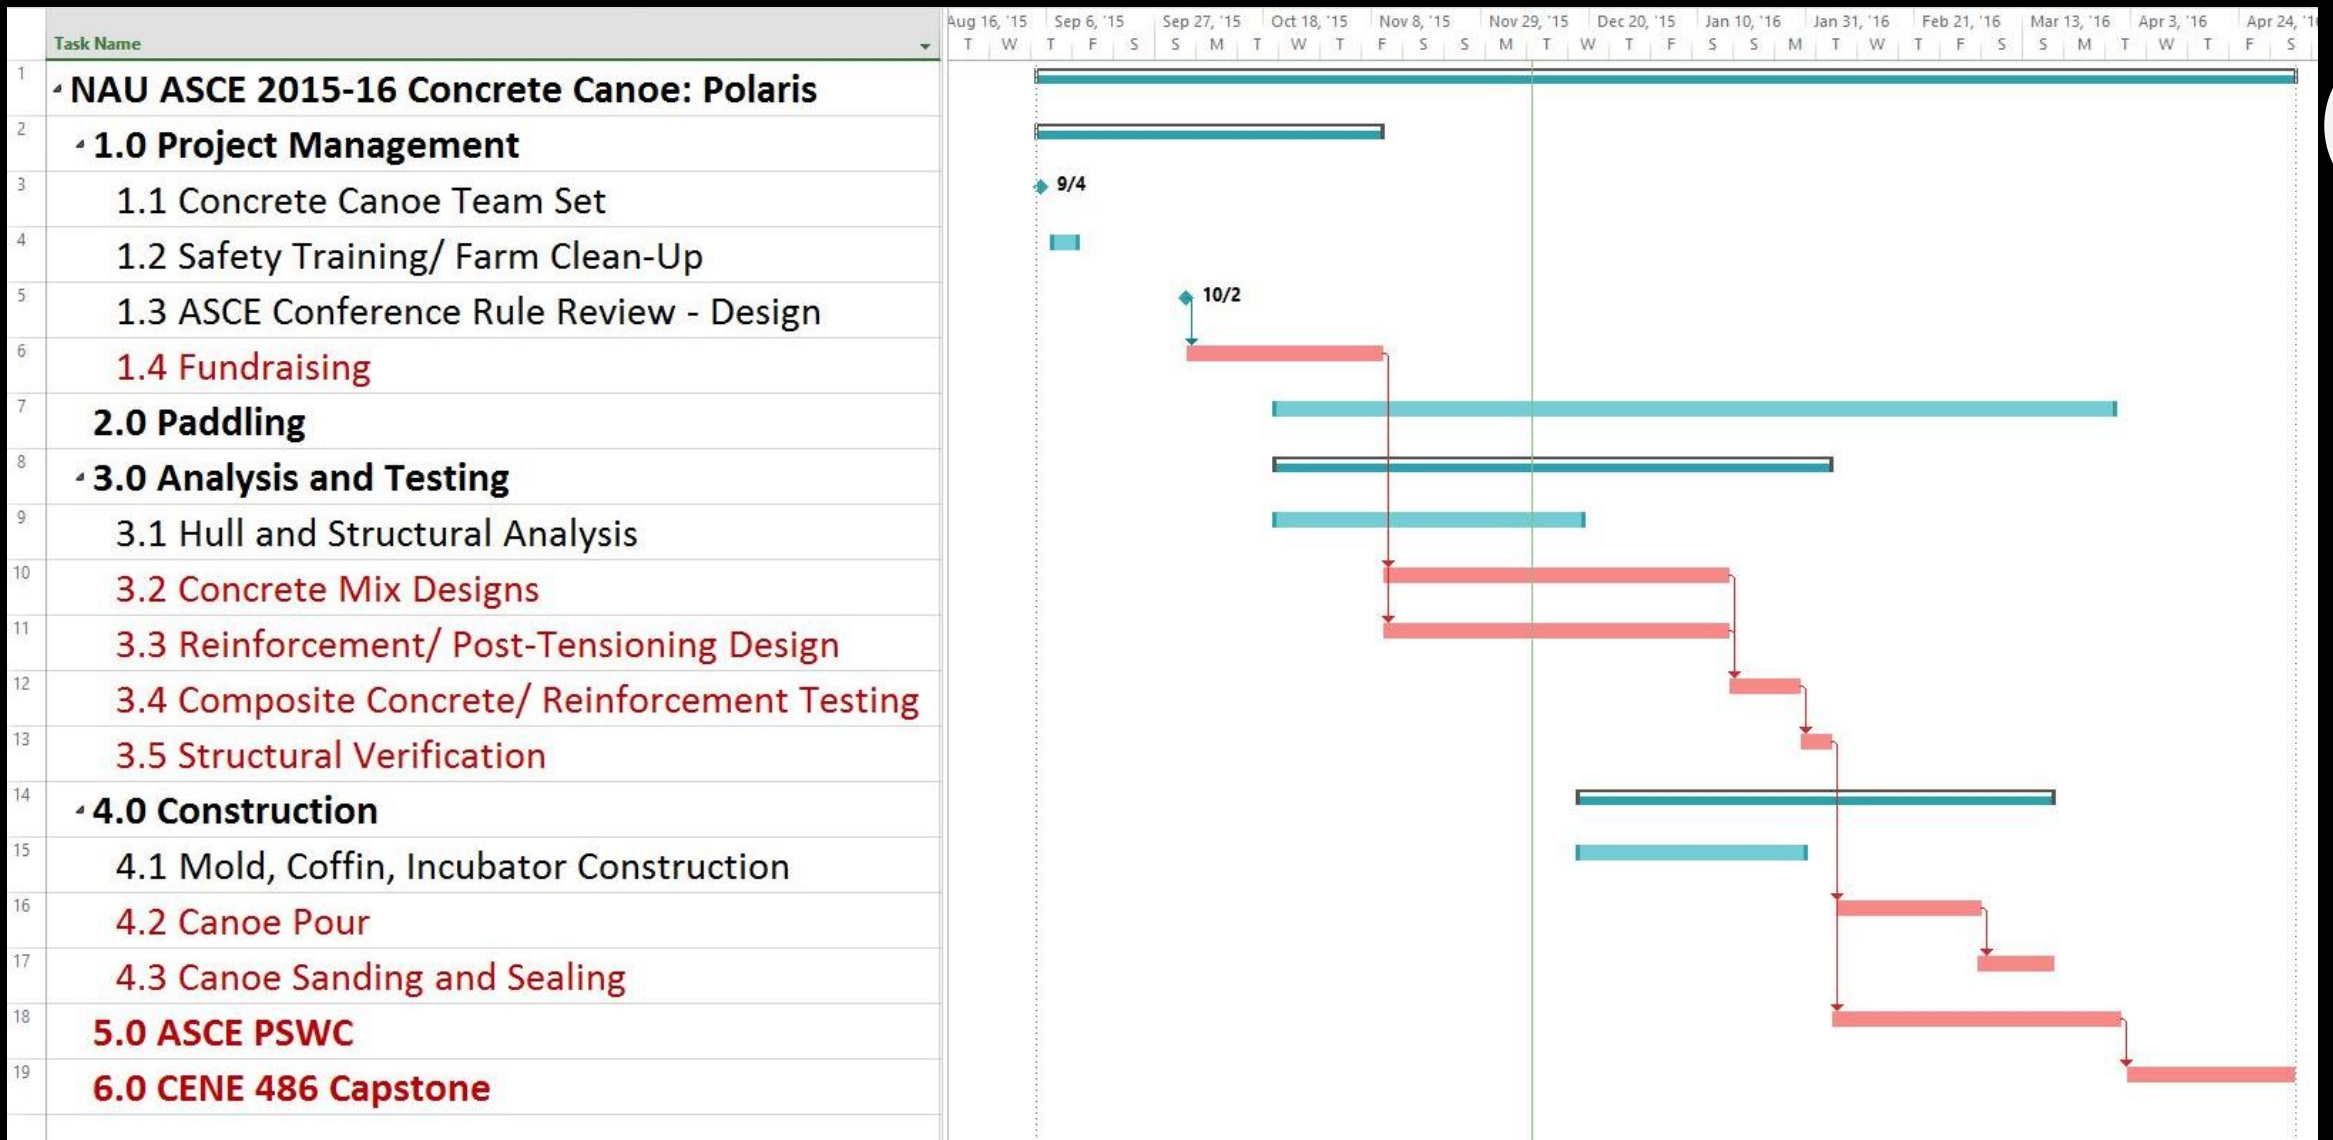 Aug 16, '15 Sep 6, '15 Sep 27, '15 Oct 18, '15 Nov 8, '15 Nov 29, '15 Dec 20, '15 Jan 10, '16 Jan 31, '16 Feb 21, '16 Mar 13, '16 Apr 3, '16 Apr 24,
Task Name T W T F S S M T W T F S S M T W T F S S M T W T F S S M T W T F S
1 NAU ASCE 2015-16 Concrete Canoe: Polaris
2 1.0 Project Management
3 1.1 Concrete Canoe Team Set 9/4
4 1.2 Safety Training/ Farm Clean-Up
5 1.3 ASCE Conference Rule Review - Design 10/2
6 1.4 Fundraising
7 2.0 Paddling
8 3.0 Analysis and Testing
9 3.1 Hull and Structural Analysis
10 3.2 Concrete Mix Designs
11 3.3 Reinforcement/ Post-Tensioning Design
12 3.4 Composite Concrete/ Reinforcement Testing
13 3.5 Structural Verification
14 4.0 Construction
15 4.1 Mold, Coffin, Incubator Construction
16 4.2 Canoe Pour
17 4.3 Canoe Sanding and Sealing
18 5.0 ASCE PSWC
19 6.0 CENE 486 Capstone